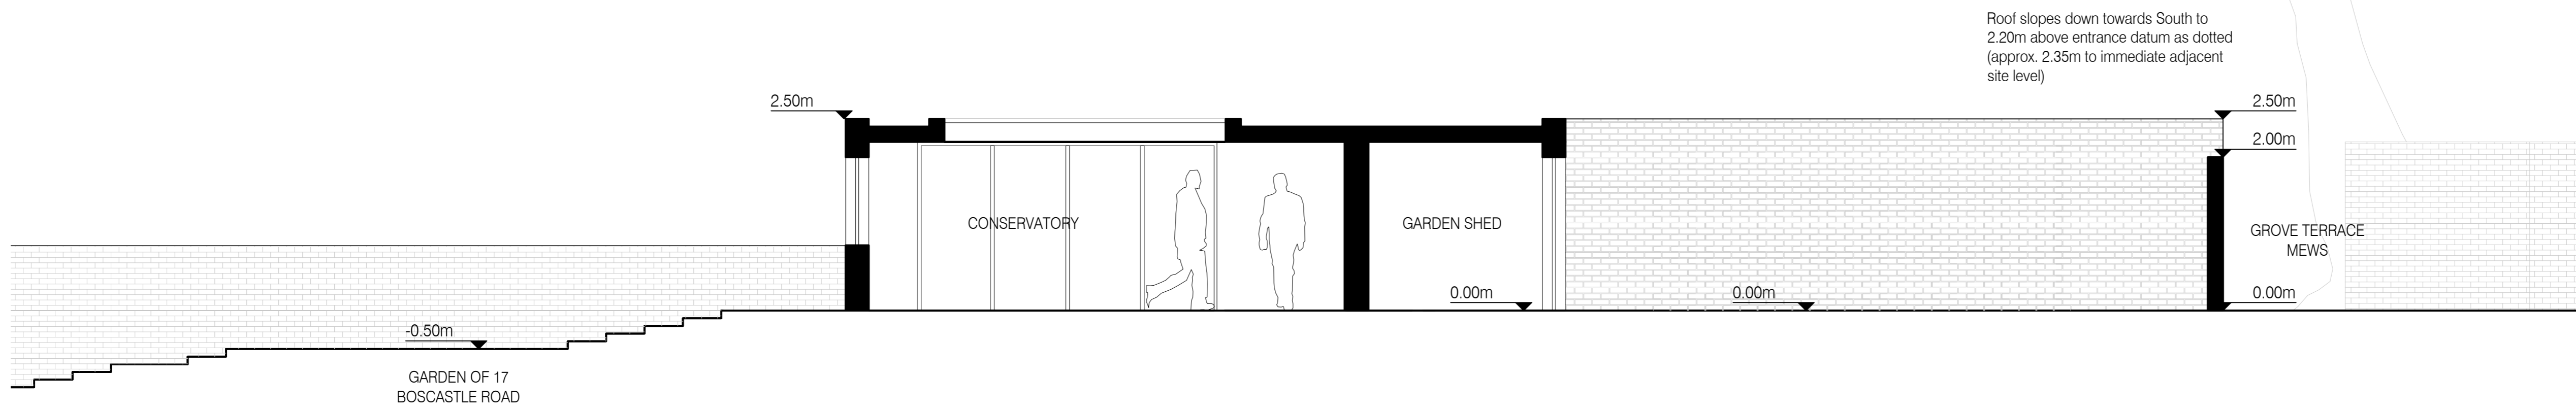 Roof slopes down towards South to
2.20m above entrance datum as dotted
(approx. 2.35m to immediate adjacent
site level)
2.50m
2.50m
2.00m
CONSERVATORY
GARDEN SHED
GROVE TERRACE
MEWS
0.00m
0.00m
0.00m
-0.50m
GARDEN OF 17
BOSCASTLE ROAD